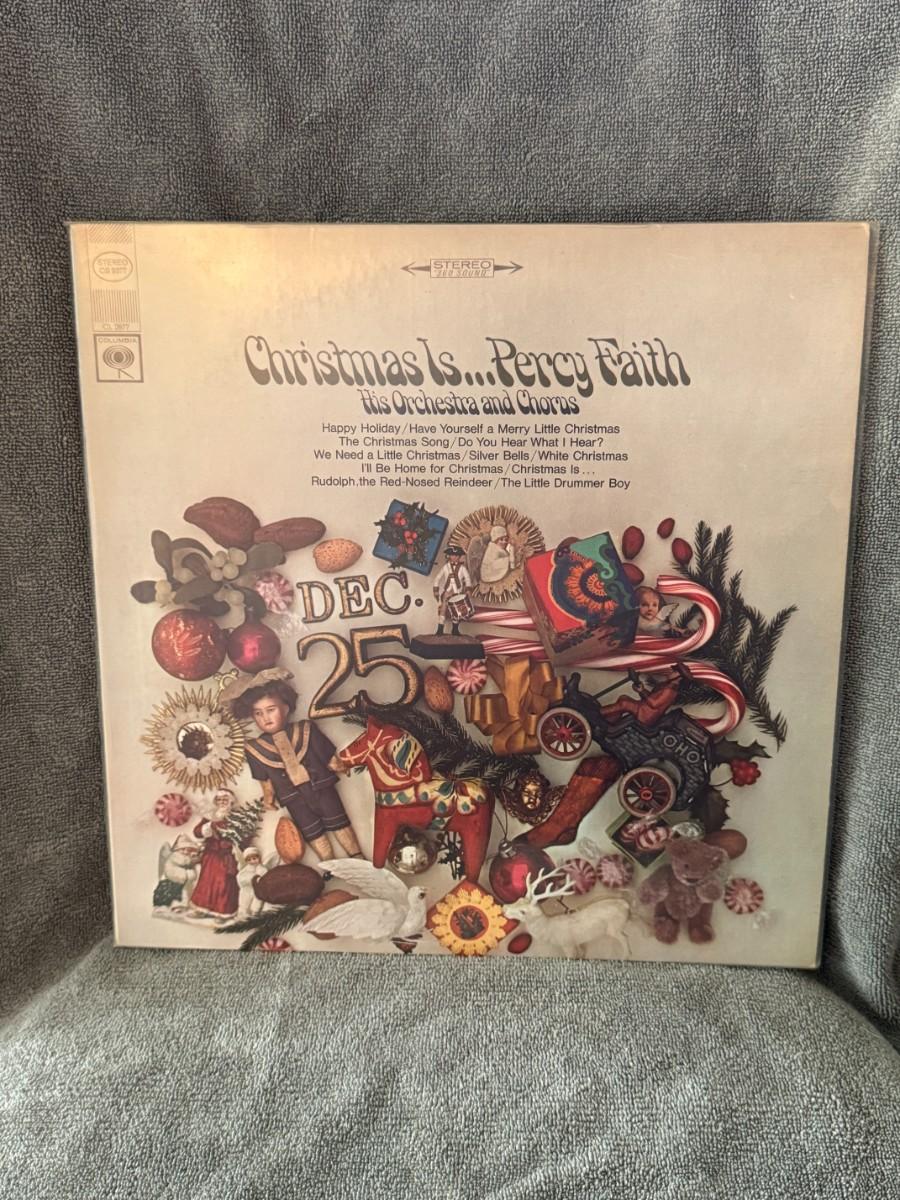 STEREO
CS 9377
CL 2577
COLUMBIA
STEREO
"360 SOUND"
Christmas Is...Percy Faith
His Orchestra and Chorus
Happy Holiday/Have Yourself a Merry Little Christmas
The Christmas Song/Do You Hear What I Hear?
We Need a Little Christmas/Silver Bells/White Christmas
I'll Be Home for Christmas/Christmas Is...
Rudolph,the Red-Nosed Reindeer/The Little Drummer Boy
DEC.
25
OHO